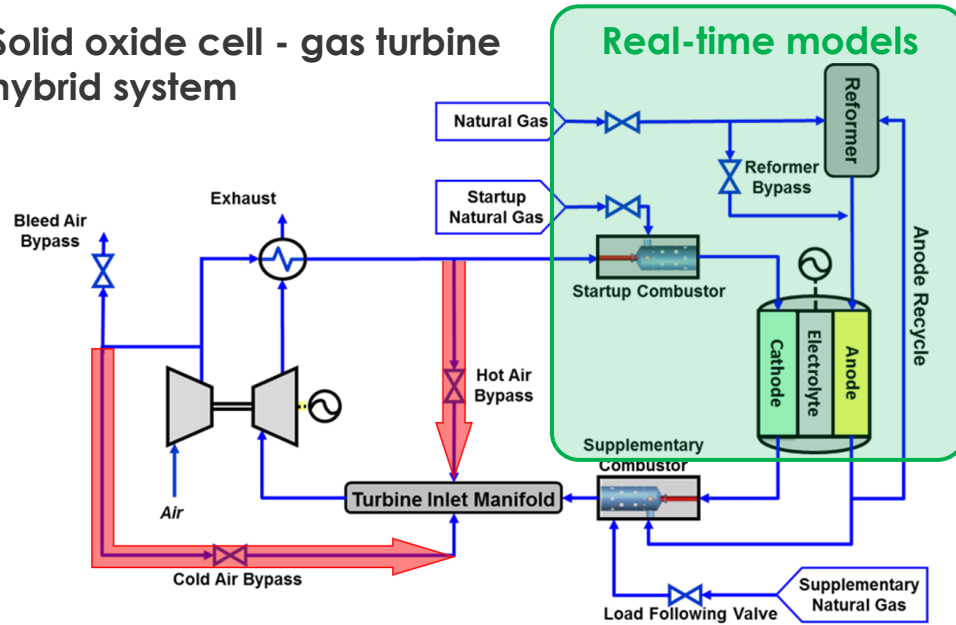 Solid oxide cell - gas turbine
hybrid system
Real-time models
Natural Gas
Reformer
Reformer
Bypass
Startup
Natural Gas
Exhaust
Bleed Air
Bypass
Startup Combustor
Anode Recycle
Cathode
Electrolyte
Anode
Hot Air
Bypass
Supplementary
Combustor
Turbine Inlet Manifold
Air
Cold Air Bypass
Load Following Valve
Supplementary
Natural Gas